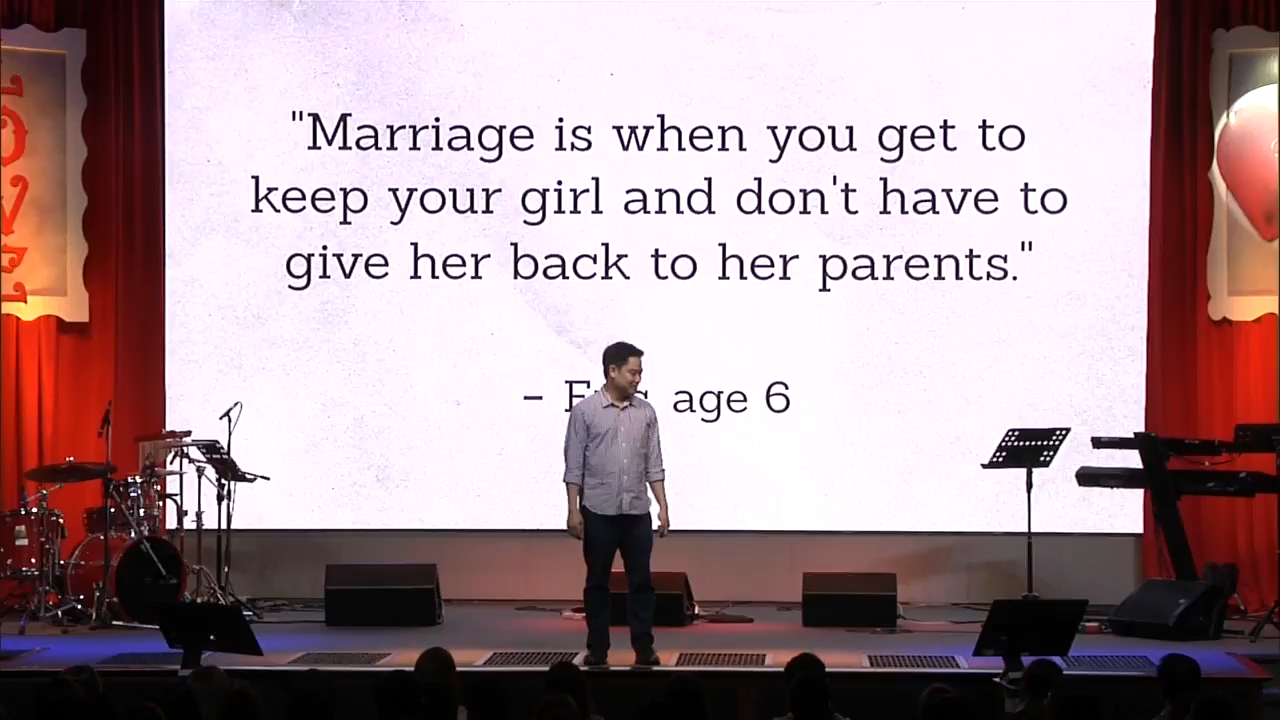 "Marriage is when you get to
keep your girl and don't have to
give her back to her parents."
- age 6
LOVE